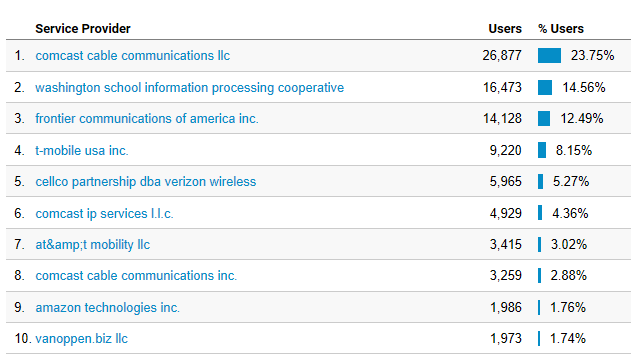 Service Provider Users % Users
1. comcast cable communications llc 26,877 23.75%
2. washington school information processing cooperative 16,473 14.56%
3. frontier communications of america inc. 14,128 12.49%
4. t-mobile usa inc. 9,220 8.15%
5. cellco partnership dba verizon wireless 5,965 5.27%
6. comcast ip services l.l.c. 4,929 4.36%
7. at&amp;t mobility llc 3,415 3.02%
8. comcast cable communications inc. 3,259 2.88%
9. amazon technologies inc. 1,986 1.76%
10. vanoppen.biz llc 1,973 1.74%